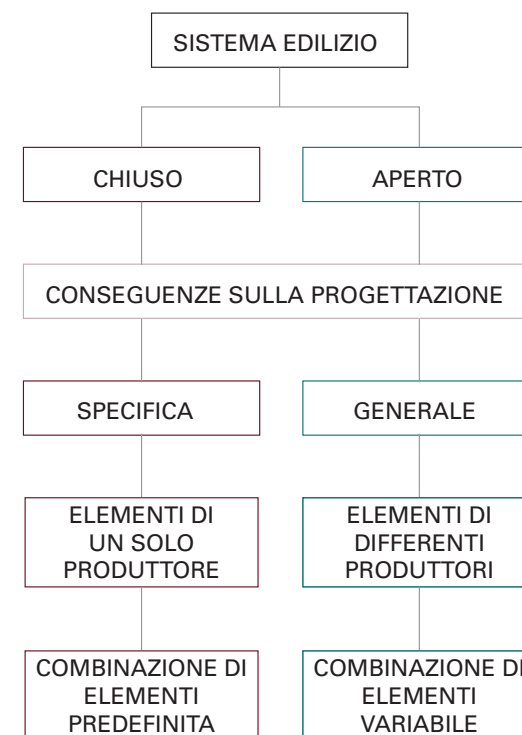 SISTEMA EDILIZIO
CHIUSO
APERTO
CONSEGUENZE SULLA PROGETTAZIONE
SPECIFICA
GENERALE
ELEMENTI DI
UN SOLO
PRODUTTORE
ELEMENTI DI
DIFFERENTI
PRODUTTORI
COMBINAZIONE DI
ELEMENTI
PREDEFINITA
COMBINAZIONE DI
ELEMENTI
VARIABILE